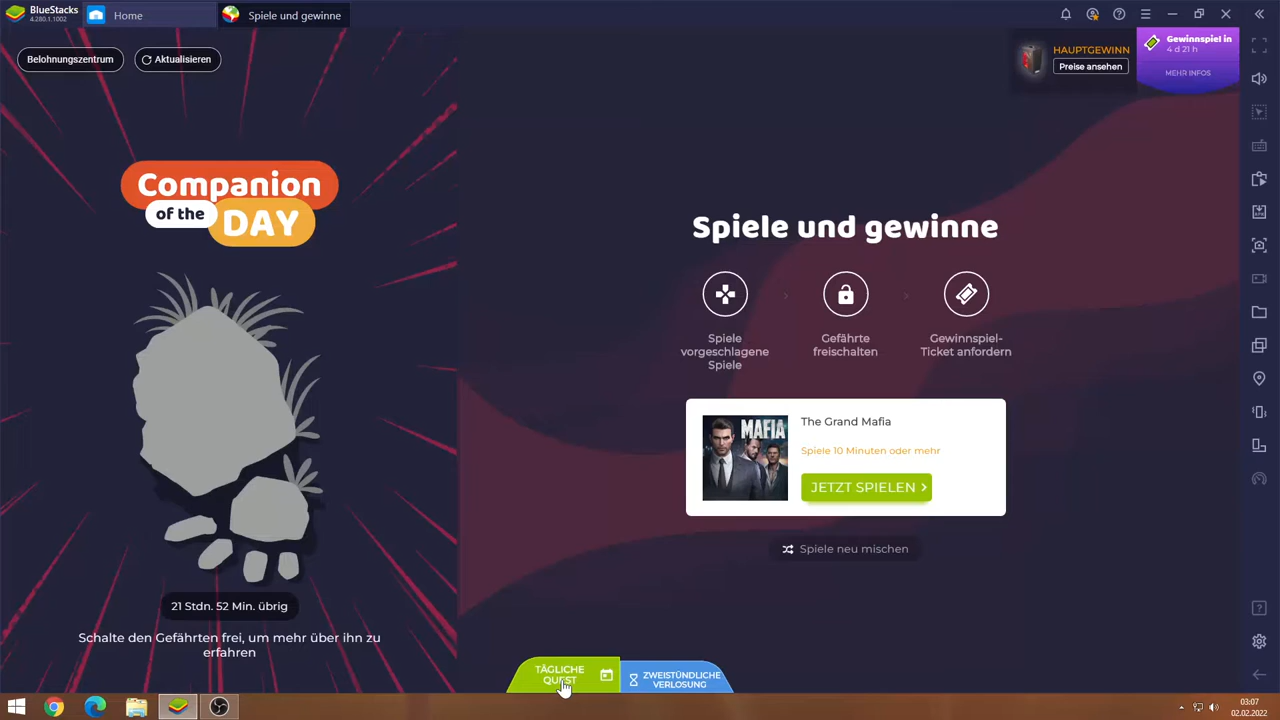 BlueStacks
4.280.1.1002
Home
Spiele und gewinne
Belohnungszentrum
Aktualisieren
HAUPTGEWINN
Preise ansehen
Gewinnspiel in
4 d 21 h
MEHR INFOS
Companion
of the
DAY
21 Stdn. 52 Min. übrig
Schalte den Gefährten frei, um mehr über ihn zu
erfahren
Spiele und gewinne
Spiele
vorgeschlagene
Spiele
Gefährte
freischalten
Gewinnspiel-
Ticket anfordern
MAFIA
The Grand Mafia
Spiele 10 Minuten oder mehr
JETZT SPIELEN
Spiele neu mischen
TÄGLICHE
QUEST
ZWEISTÜNDLICHE
VERLOSUNG
03:07
02.02.2022